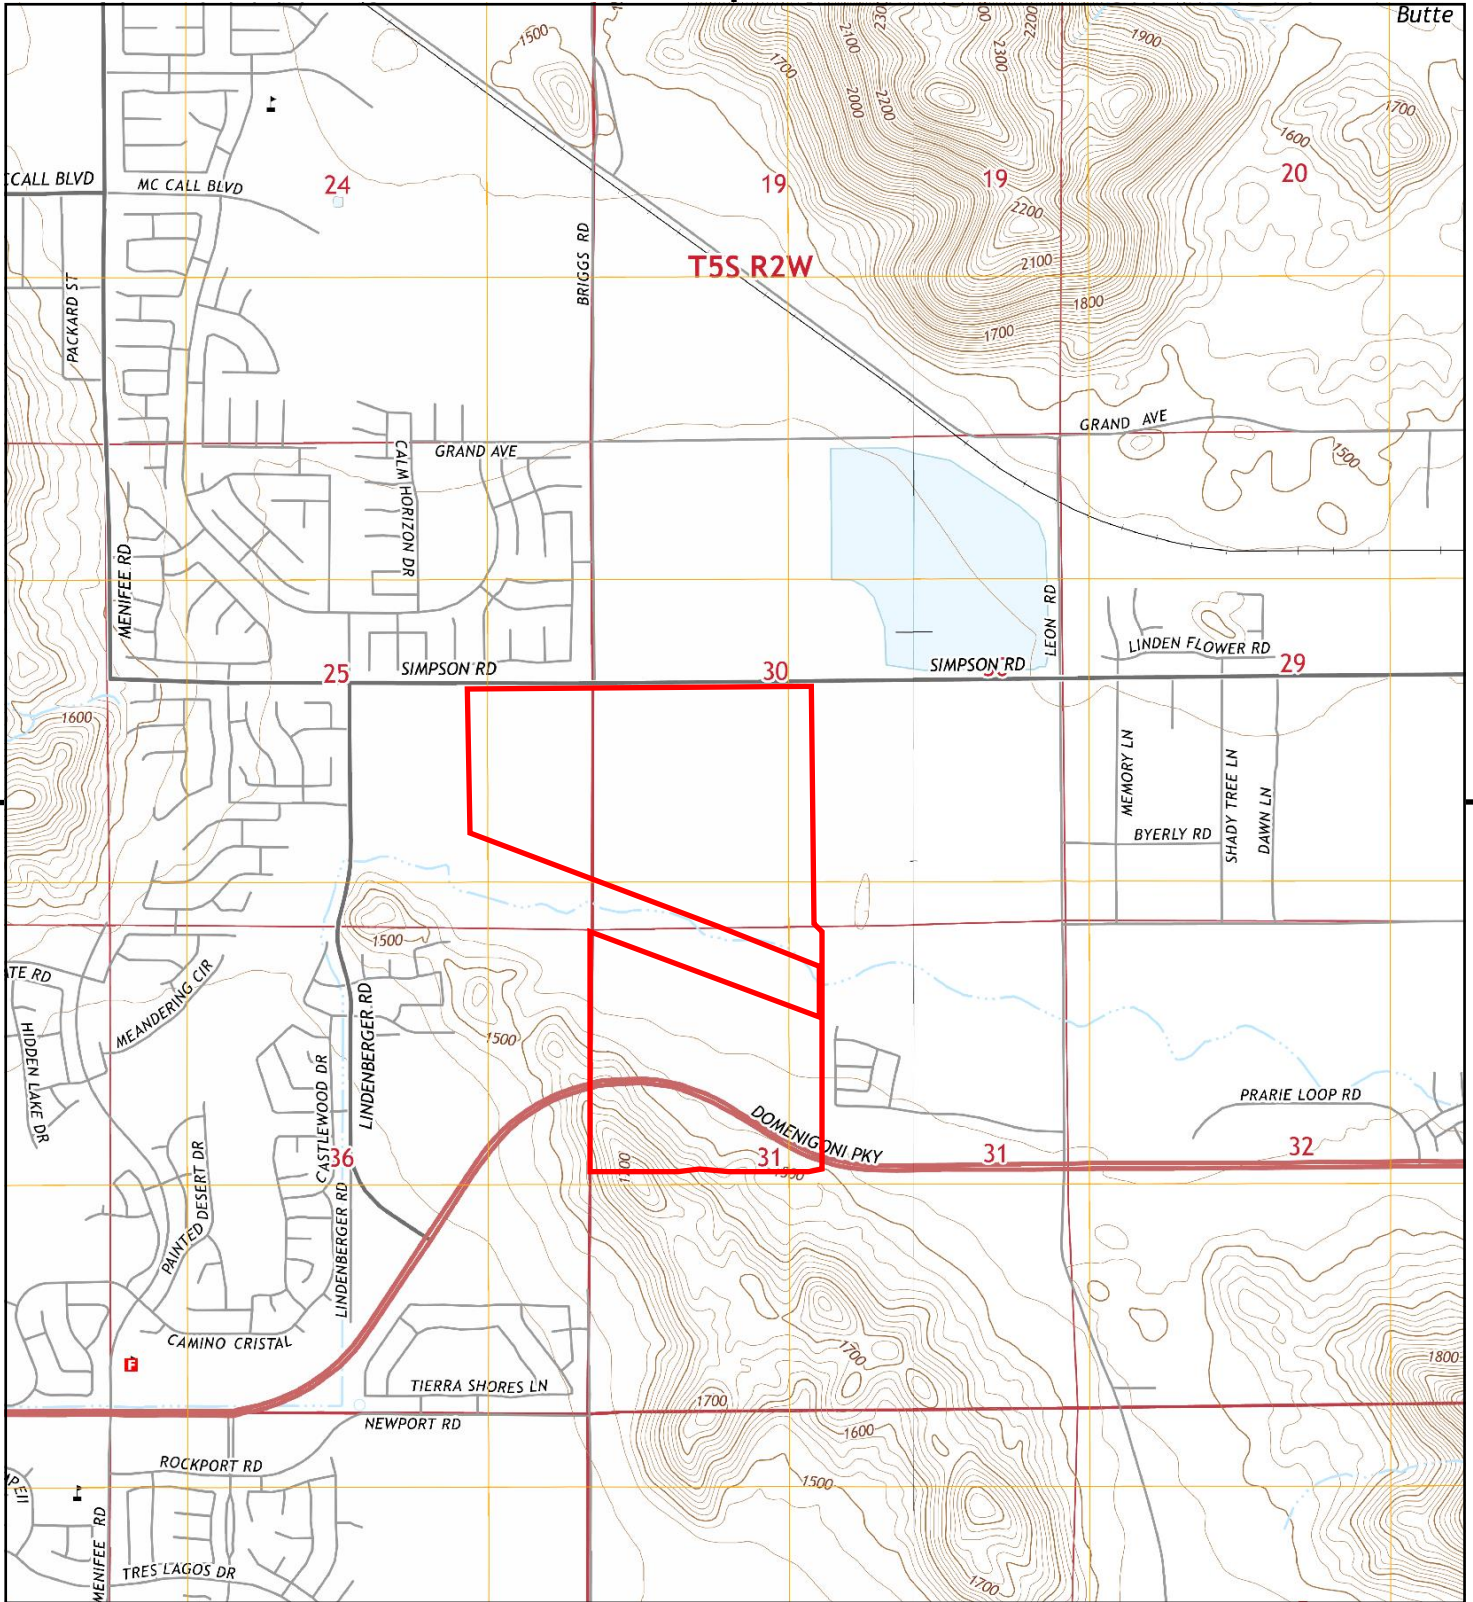 Butte
1500
2100
2200
2300
2300
2200
1900
1700
2000
1700
1600
CCALL BLVD
MC CALL BLVD
24
19
19
20
2200
BRIGGS RD
T5S R2W
2100
PACKARD ST
1800
1700
GRAND AVE
GRAND AVE
CALM HORIZON DR
1500
MENIFEE RD
LEON RD
LINDEN FLOWER RD
25
SIMPSON RD
30
SIMPSON RD
29
1600
MEMORY LN
SHADY TREE LN
DAWN LN
BYERLY RD
1500
ATE RD
MEANDERING CIR
HIDDEN LAKE DR
LINDENBERGER RD
1500
CASTLEWOOD DR
PRARIE LOOP RD
DOMENIGONI PKY
36
31
31
32
PAINTED DESERT DR
LINDENBERGER RD
CAMINO CRISTAL
F
1700
1800
TIERRA SHORES LN
1700
NEWPORT RD
1600
ROCKPORT RD
1500
MENIFEE RD
TRES LAGOS DR
1700